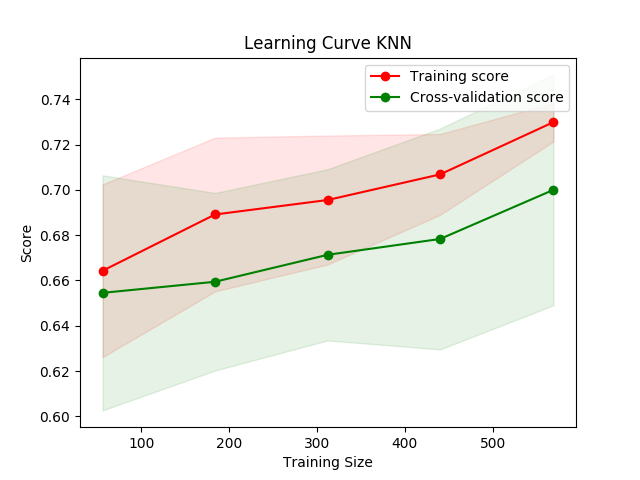 Learning Curve KNN
Training score
Cross-validation score
Score
0.74
0.72
0.70
0.68
0.66
0.64
0.62
0.60
100 200 300 400 500
Training Size